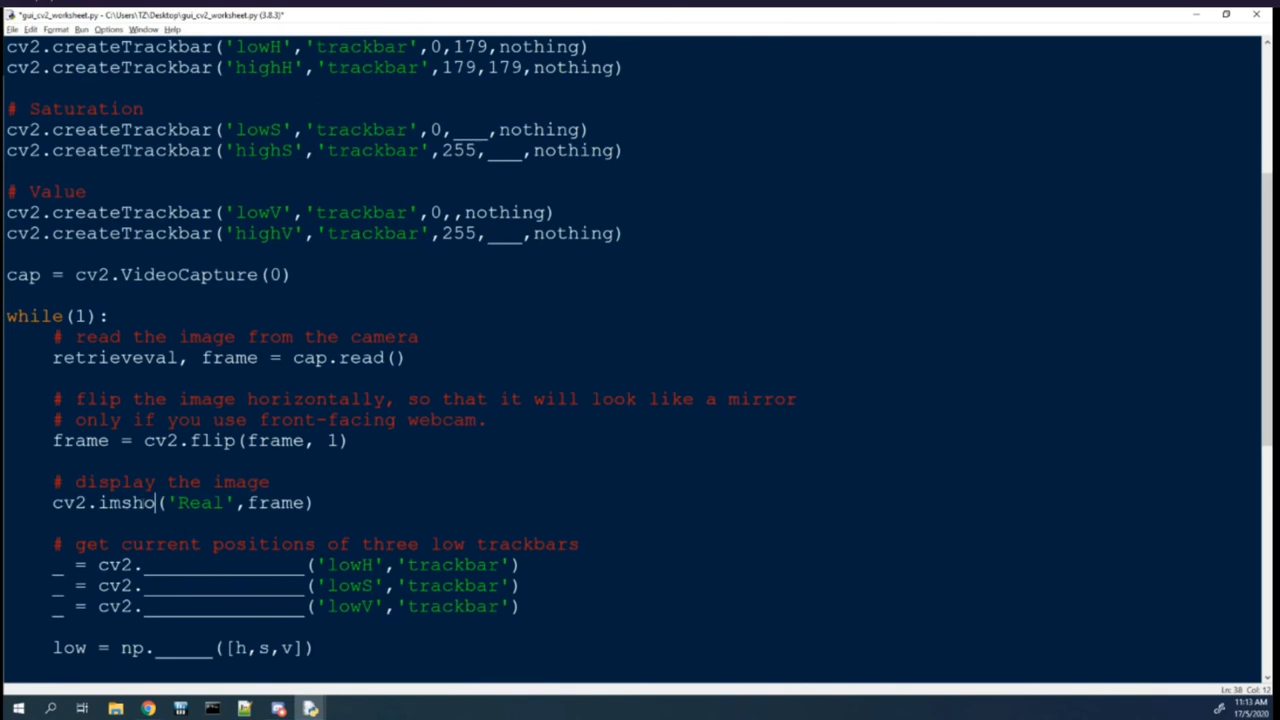 *gui_cv2_worksheet.py - C:\Users\TZ\Desktop\gui_cv2_worksheet.py (3.8.3)*
File Edit Format Run Options Window Help
cv2.createTrackbar('lowH','trackbar',0,179,nothing)
cv2.createTrackbar('highH','trackbar',179,179,nothing)
# Saturation
cv2.createTrackbar('lowS','trackbar',0,___,nothing)
cv2.createTrackbar('highS','trackbar',255,___,nothing)
# Value
cv2.createTrackbar('lowV','trackbar',0,,nothing)
cv2.createTrackbar('highV','trackbar',255,___,nothing)
cap = cv2.VideoCapture(0)
while(1):
# read the image from the camera
retrieveval, frame = cap.read()
# flip the image horizontally, so that it will look like a mirror
# only if you use front-facing webcam.
frame = cv2.flip(frame, 1)
# display the image
cv2.imsho('Real',frame)
# get current positions of three low trackbars
_ = cv2.______________('lowH','trackbar')
_ = cv2.______________('lowS','trackbar')
_ = cv2.______________('lowV','trackbar')
low = np._____([h,s,v])
Ln: 38 Col: 12
11:13 AM
17/5/2020